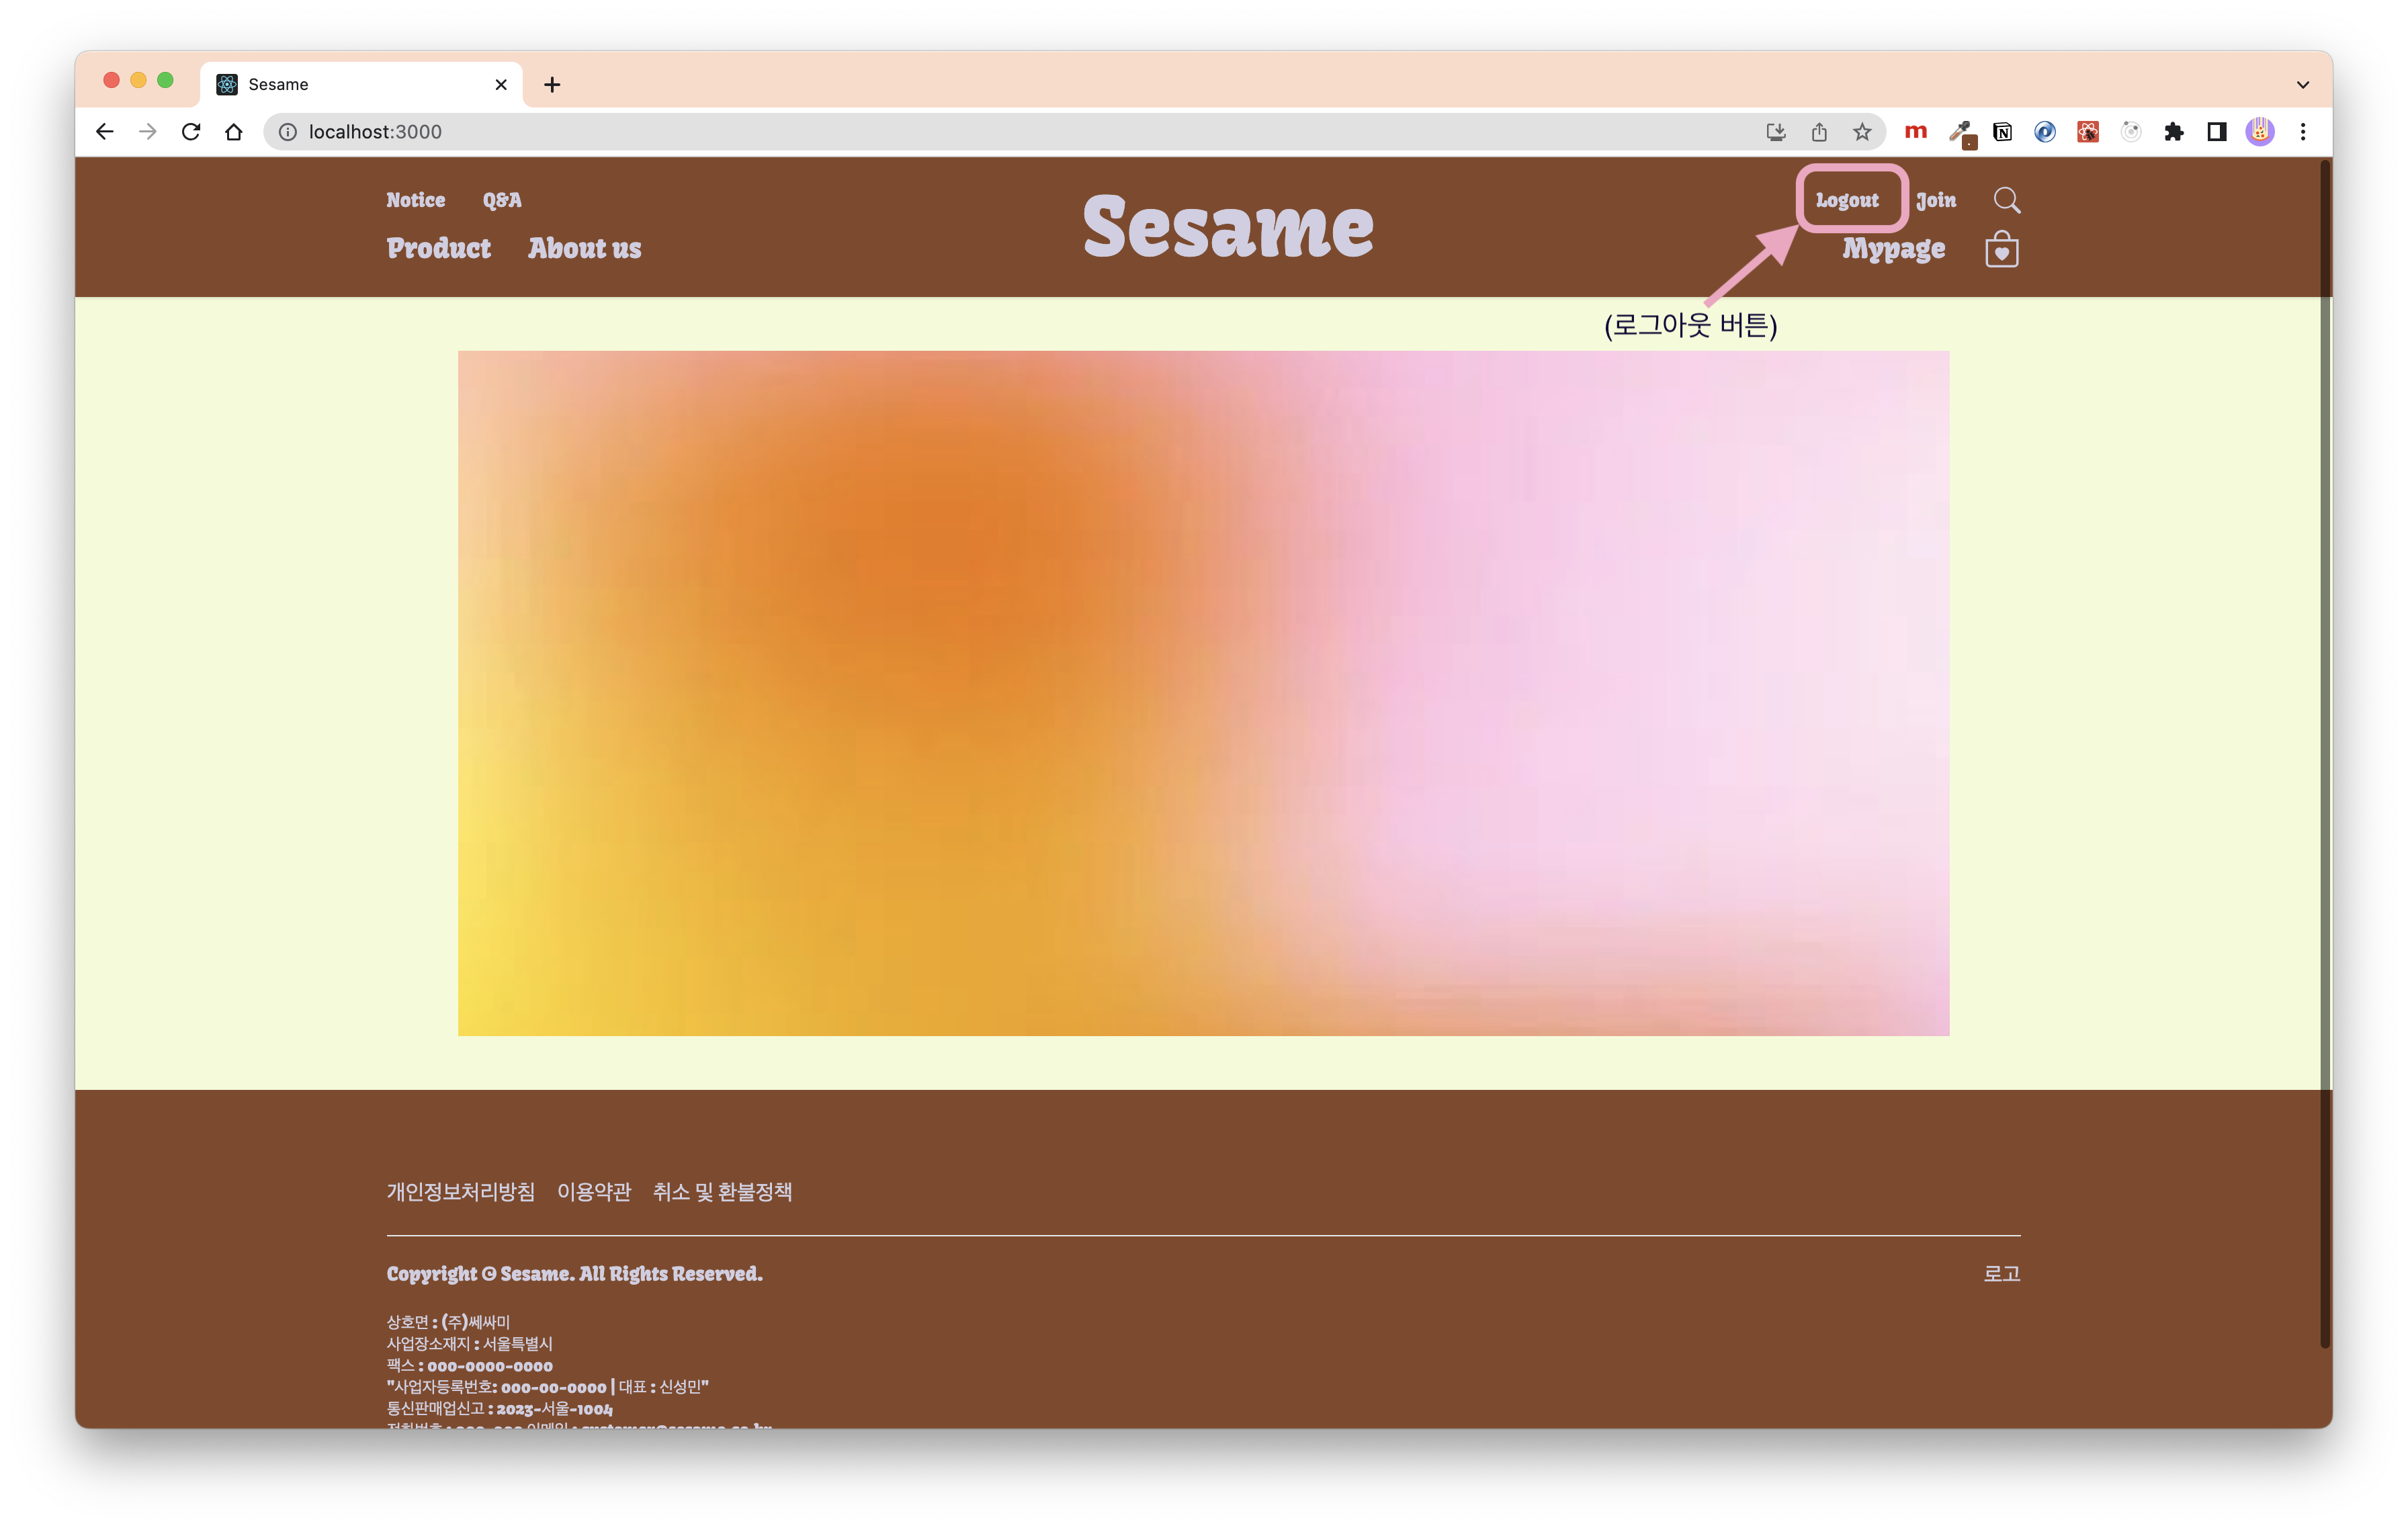 Sesame
localhost:3000
Notice Q&A
Product About us
Sesame
Logout Join
Mypage
(로그아웃 버튼)
개인정보처리방침 이용약관 취소 및 환불정책
Copyright © Sesame. All Rights Reserved.
로고
상호면 : (주)쎄싸미
사업장소재지 : 서울특별시
팩스 : 000-0000-0000
"사업자등록번호: 000-00-0000 | 대표 : 신성민"
통신판매업신고 : 2023-서울-1004